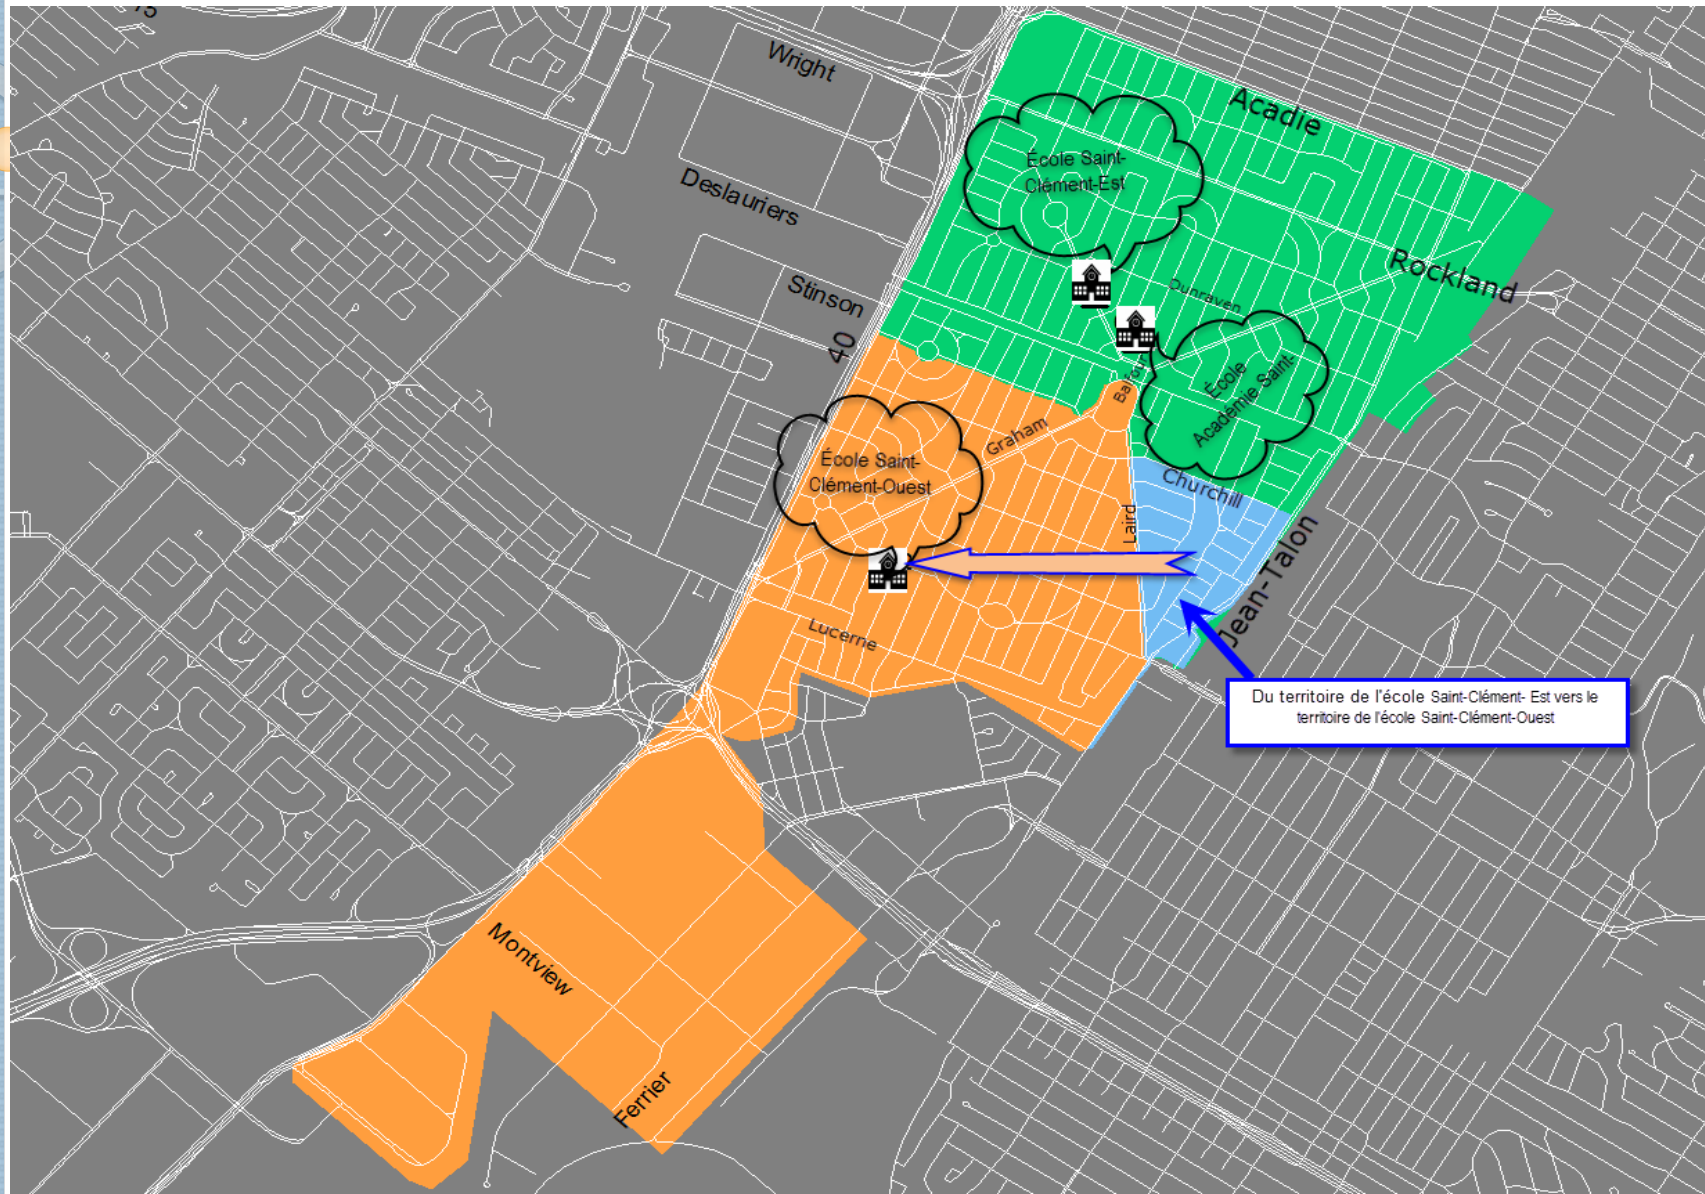 Wright
Acadie
École Saint-
Clément-Est
Deslauriers
Rockland
Stinson
Dunraven
40
École
Académie Saint-
Balfour
Graham
École Saint-
Clément-Ouest
Churchill
Laird
Jean-Talon
Lucerne
Du territoire de l'école Saint-Clément- Est vers le
territoire de l'école Saint-Clément-Ouest
Montview
Ferrier